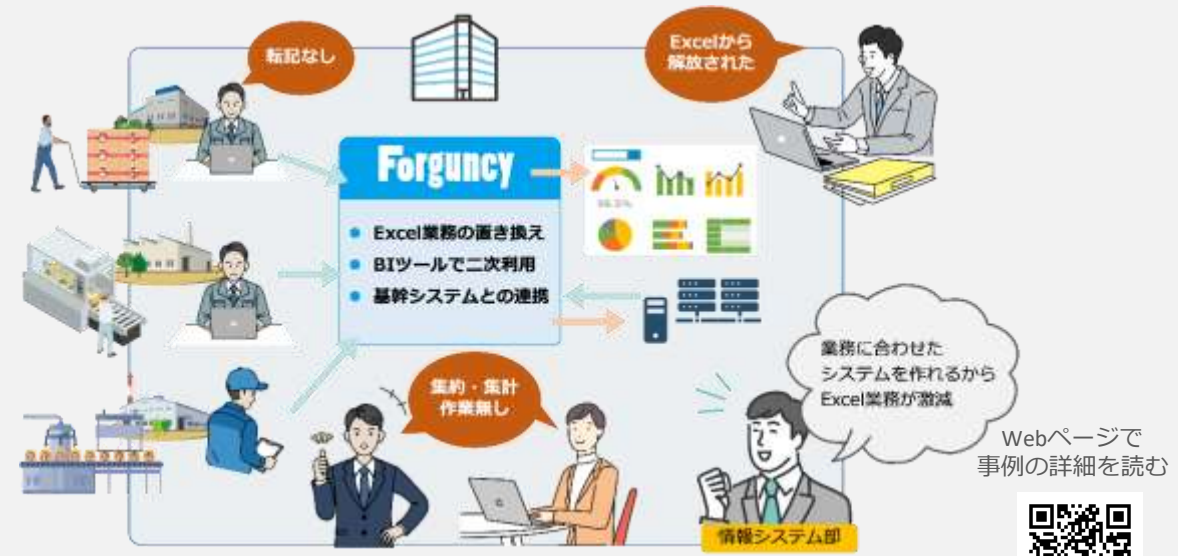 転記なし
Excelから
解放された
Forguncy
Excel業務の置き換え
BIツールで二次利用
基幹システムとの連携
集約・集計
作業無し
業務に合わせた
システムを作れるから
Excel業務が激減
情報システム部
Webページで
事例の詳細を読む